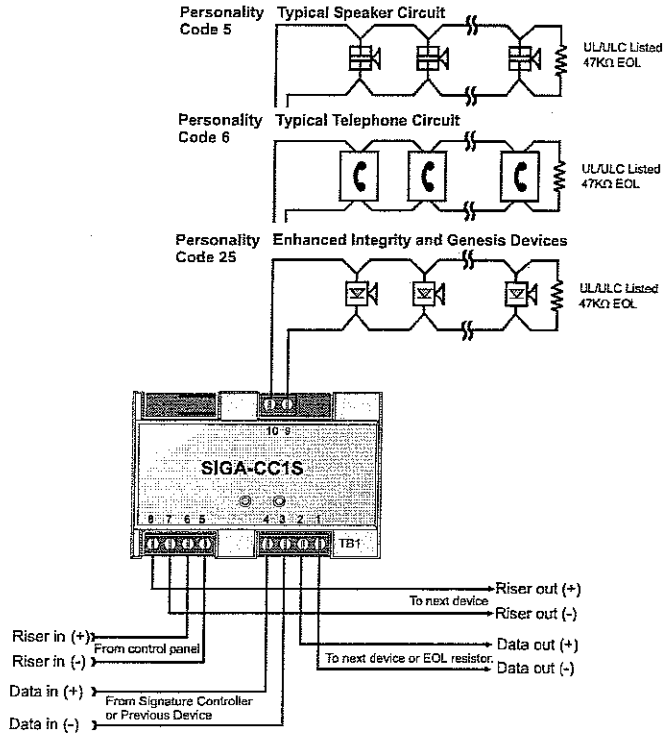 Personality Typical Speaker Circuit
Code 5
UL/ULC Listed
47KΩ EOL
Personality Typical Telephone Circuit
Code 6
UL/ULC Listed
47KΩ EOL
Personality Enhanced Integrity and Genesis Devices
Code 25
UL/ULC Listed
47KΩ EOL
10 9
SIGA-CC1S
8 7 6 5 4 3 2 1
TB1
Riser out (+)
To next device
Riser out (-)
Riser in (+)
From control panel
Data out (+)
Riser in (-)
To next device or EOL resistor.
Data out (-)
Data in (+)
From Signature Controller
or Previous Device
Data in (-)